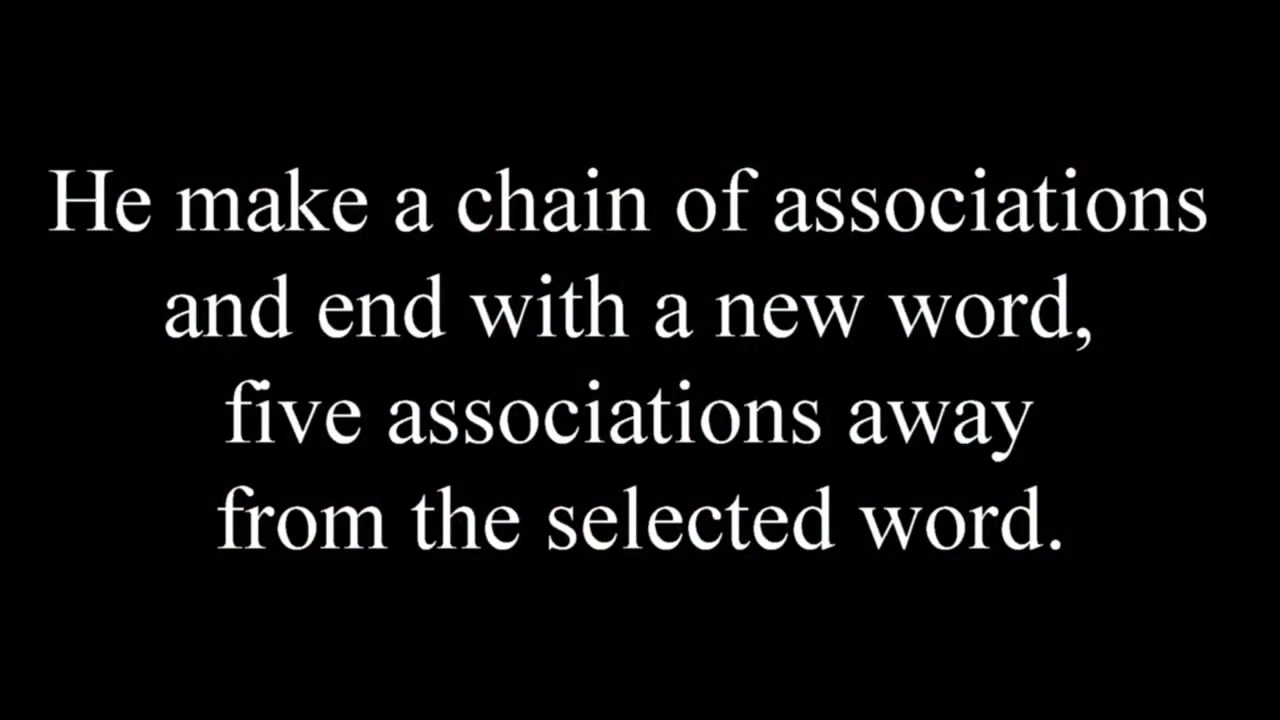 He make a chain of associations
and end with a new word,
five associations away
from the selected word.